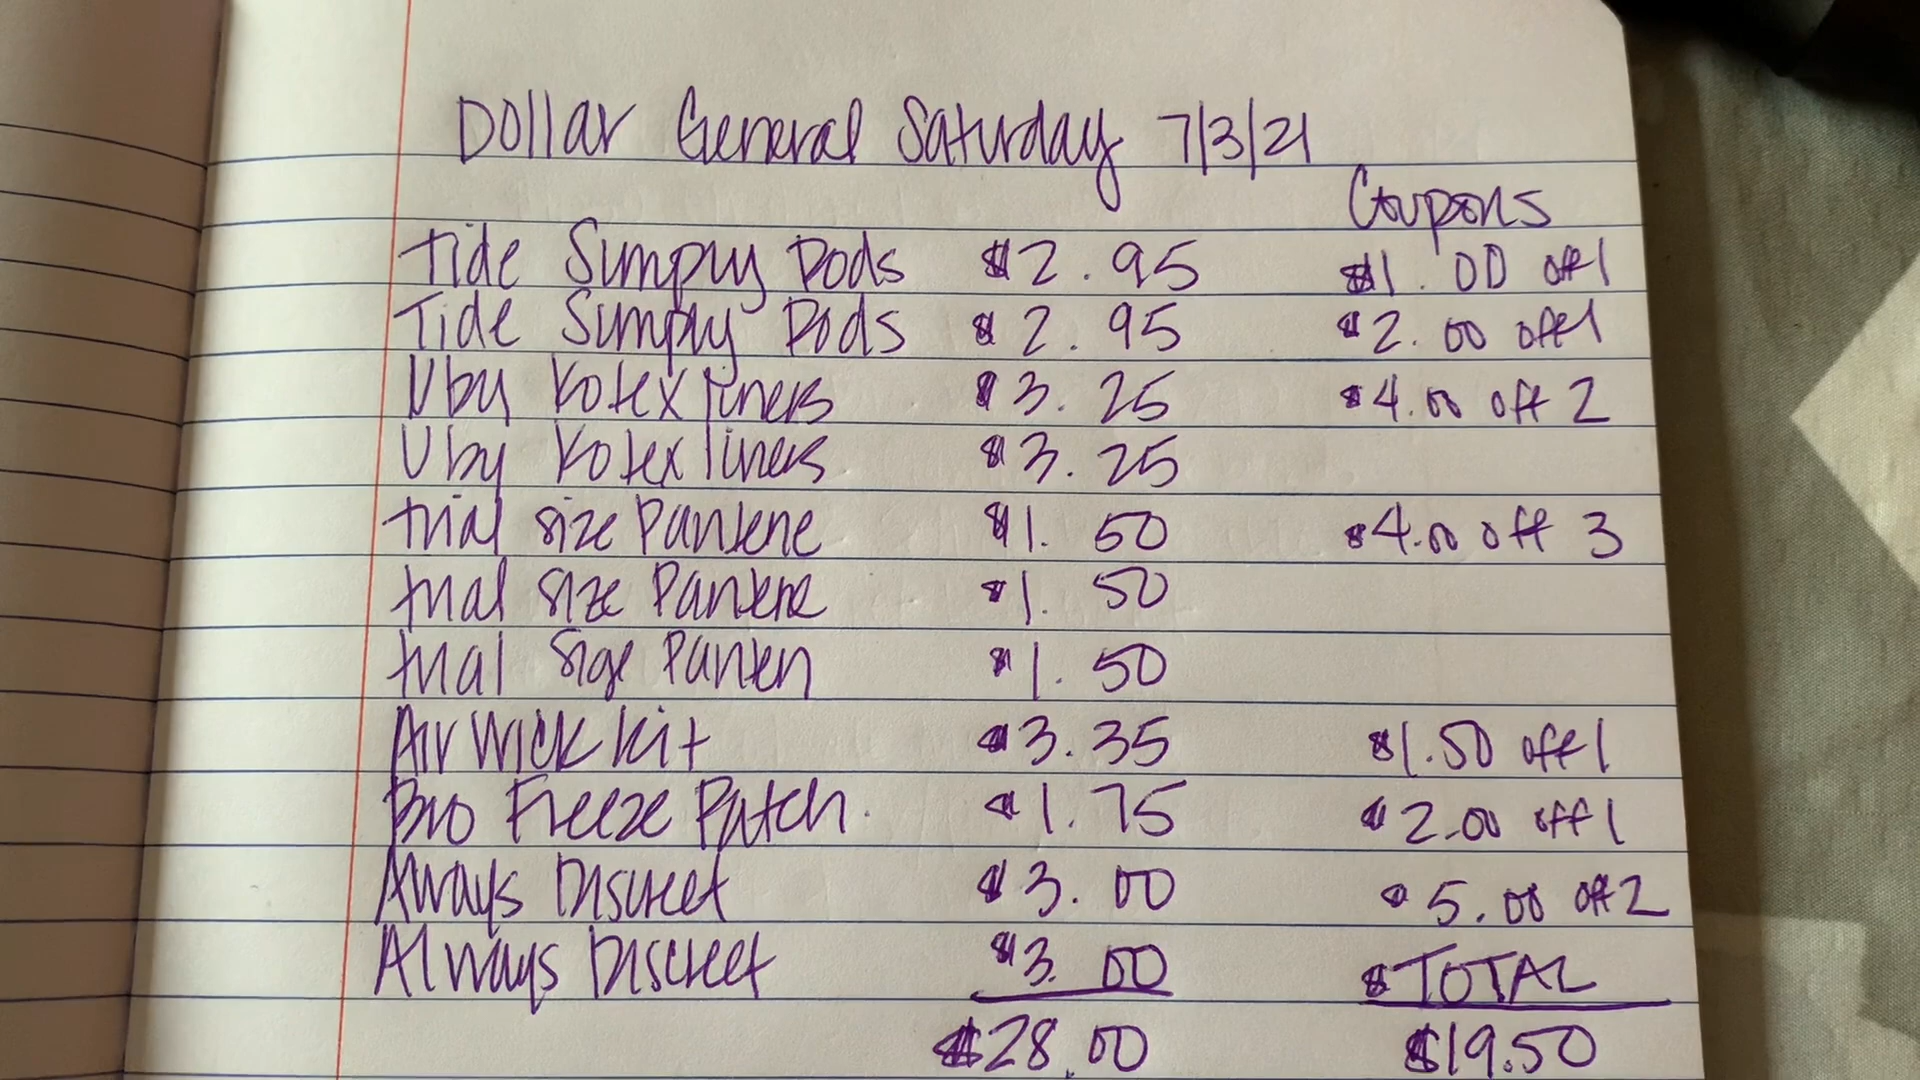 Dollar General Saturday 7/3/21
Coupons
Tide Simply Pods $2.95 $1.00 off 1
Tide Simply Pods $2.95 $2.00 off 1
U by Kotex liners $3.25 $4.00 off 2
U by Kotex liners $3.25
trial size Pantene $1.50 $4.00 off 3
trial size Pantene $1.50
trial size Panten $1.50
Air Wick Kit $3.35 $1.50 off 1
Bio Freeze Patch. $1.75 $2.00 off 1
Always Discreet $3.00 $5.00 off 2
Always Discreet $3.00 $TOTAL
$28.00 $19.50